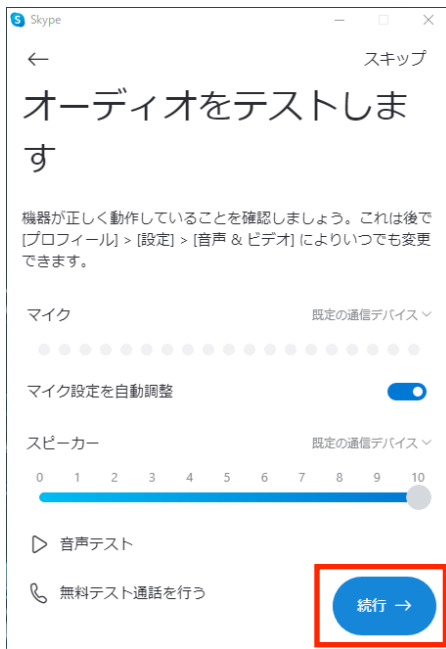 Skype
スキップ
オーディオをテストしま
す
機器が正しく動作していることを確認しましょう。これは後で
[プロフィール] > [設定] > [音声 & ビデオ] によりいつでも変更
できます。
マイク 既定の通信デバイス
マイク設定を自動調整
スピーカー 既定の通信デバイス
0 1 2 3 4 5 6 7 8 9 10
音声テスト
無料テスト通話を行う
続行 →